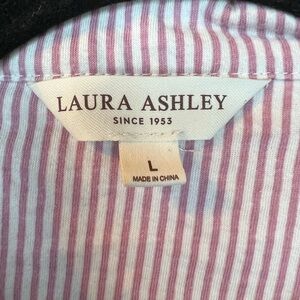 LAURA ASHLEY
SINCE 1953
L
MADE IN CHINA